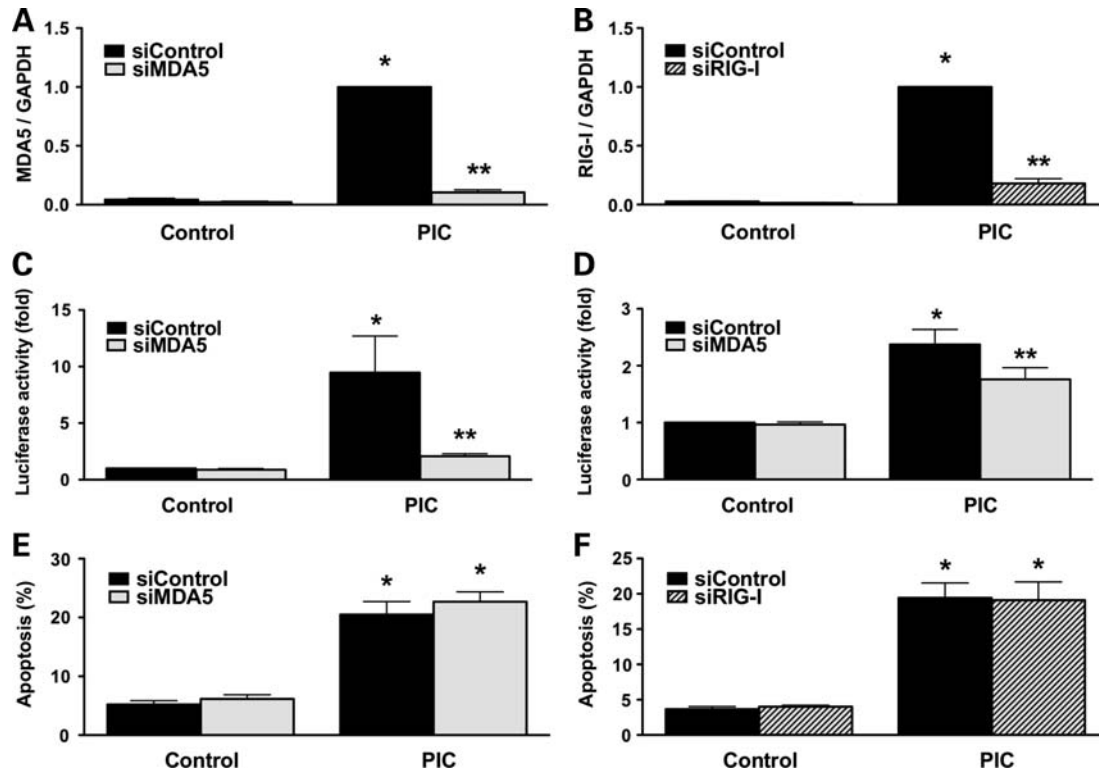 A
MDA5 / GAPDH
1.5
1.0
0.5
0.0
siControl
siMDA5
*
**
Control
PIC
B
RIG-I / GAPDH
1.5
1.0
0.5
0.0
siControl
siRIG-I
*
**
Control
PIC
C
Luciferase activity (fold)
15
10
5
0
siControl
siMDA5
*
**
Control
PIC
D
Luciferase activity (fold)
3
2
1
0
siControl
siMDA5
*
**
Control
PIC
E
Apoptosis (%)
30
20
10
0
siControl
siMDA5
*
*
Control
PIC
F
Apoptosis (%)
25
20
15
10
5
0
siControl
siRIG-I
*
*
Control
PIC